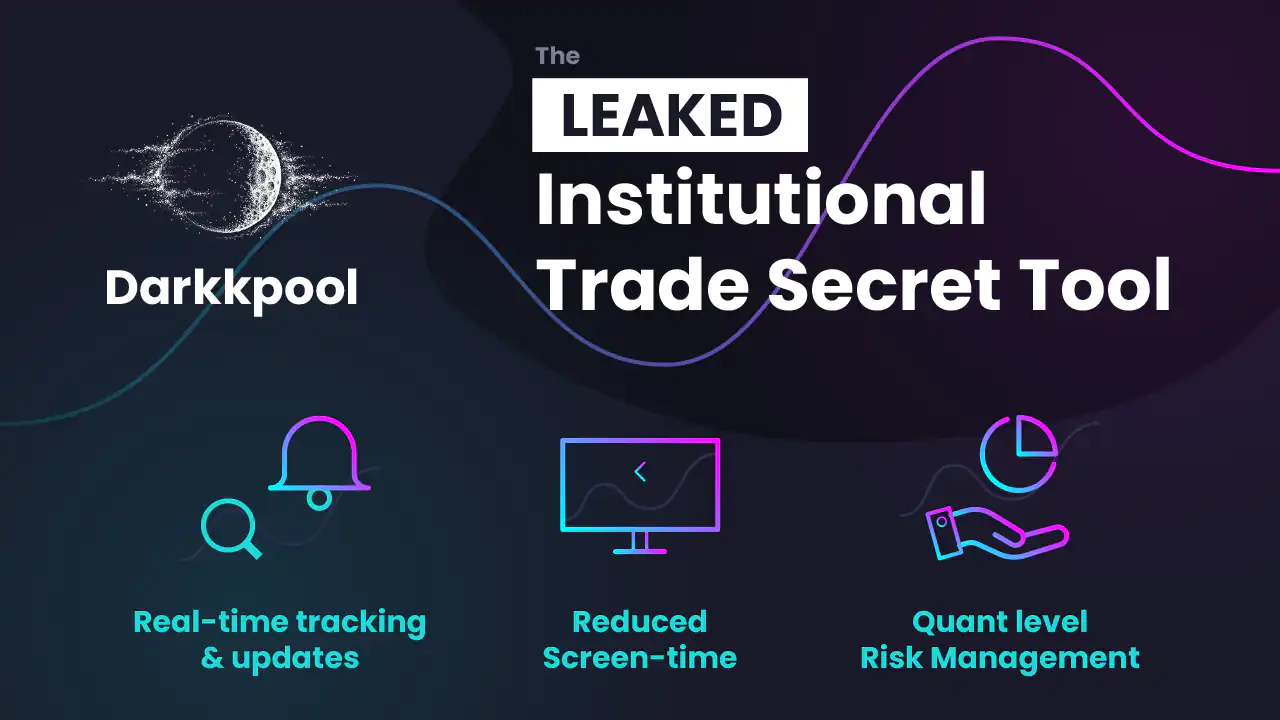 Darkkpool
The
LEAKED
Institutional
Trade Secret Tool
Real-time tracking
& updates
Reduced
Screen-time
Quant level
Risk Management